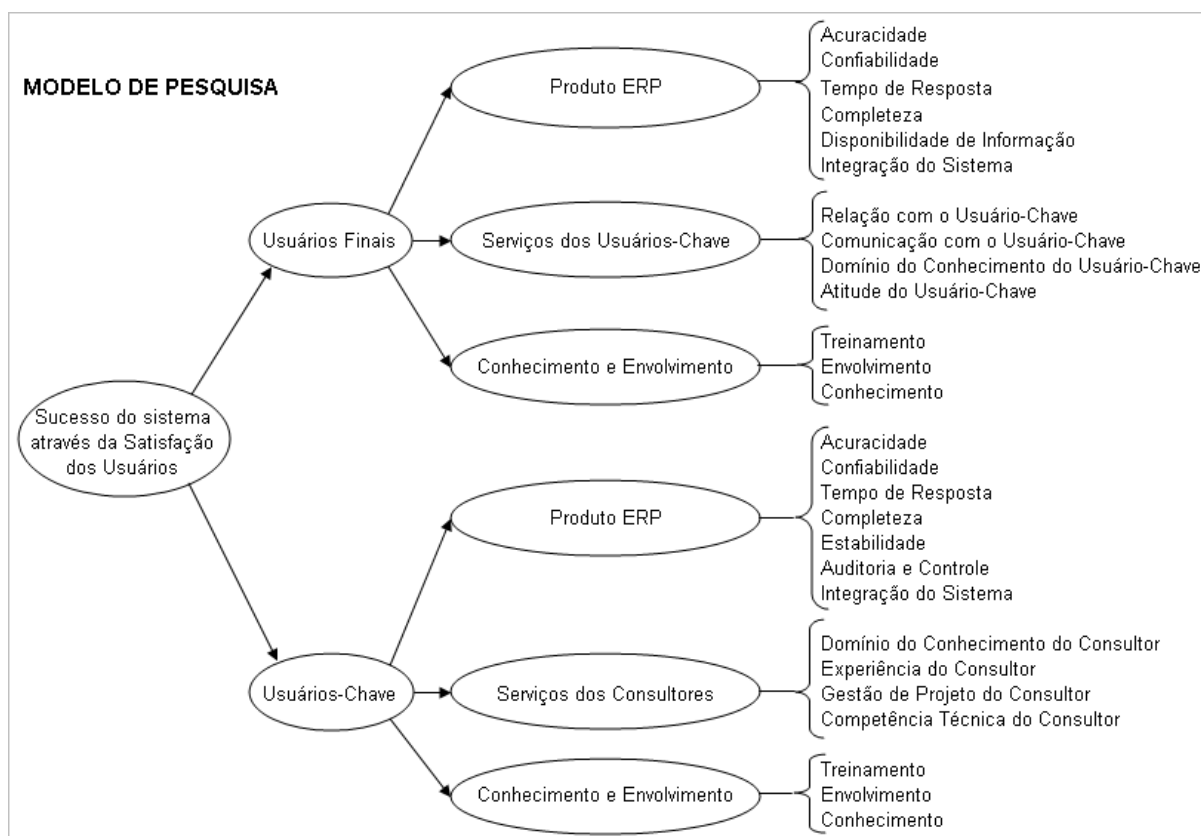 MODELO DE PESQUISA
Sucesso do sistema
através da Satisfação
dos Usuários
Usuários Finais
Produto ERP
Acuracidade
Confiabilidade
Tempo de Resposta
Completeza
Disponibilidade de Informação
Integração do Sistema
Serviços dos Usuários-Chave
Relação com o Usuário-Chave
Comunicação com o Usuário-Chave
Domínio do Conhecimento do Usuário-Chave
Atitude do Usuário-Chave
Conhecimento e Envolvimento
Treinamento
Envolvimento
Conhecimento
Usuários-Chave
Produto ERP
Acuracidade
Confiabilidade
Tempo de Resposta
Completeza
Estabilidade
Auditoria e Controle
Integração do Sistema
Serviços dos Consultores
Domínio do Conhecimento do Consultor
Experiência do Consultor
Gestão de Projeto do Consultor
Competência Técnica do Consultor
Conhecimento e Envolvimento
Treinamento
Envolvimento
Conhecimento